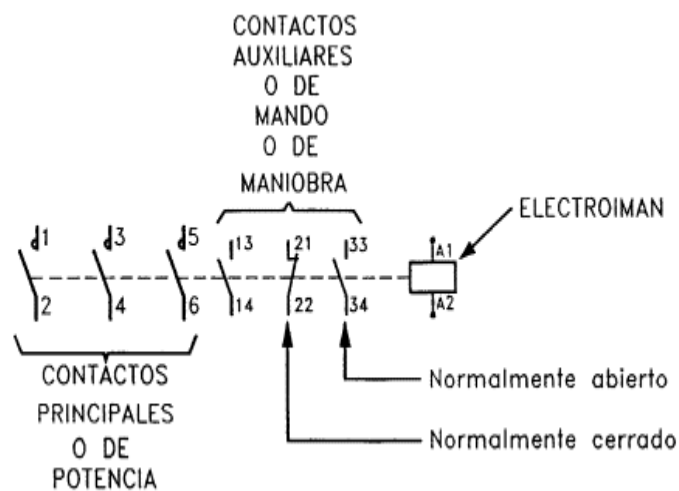 CONTACTOS
AUXILIARES
O DE
MANDO
O DE
MANIOBRA
ELECTROIMAN
1 3 5 13 21 33 A1
2 4 6 14 22 34 A2
CONTACTOS
PRINCIPALES
O DE
POTENCIA
Normalmente abierto
Normalmente cerrado